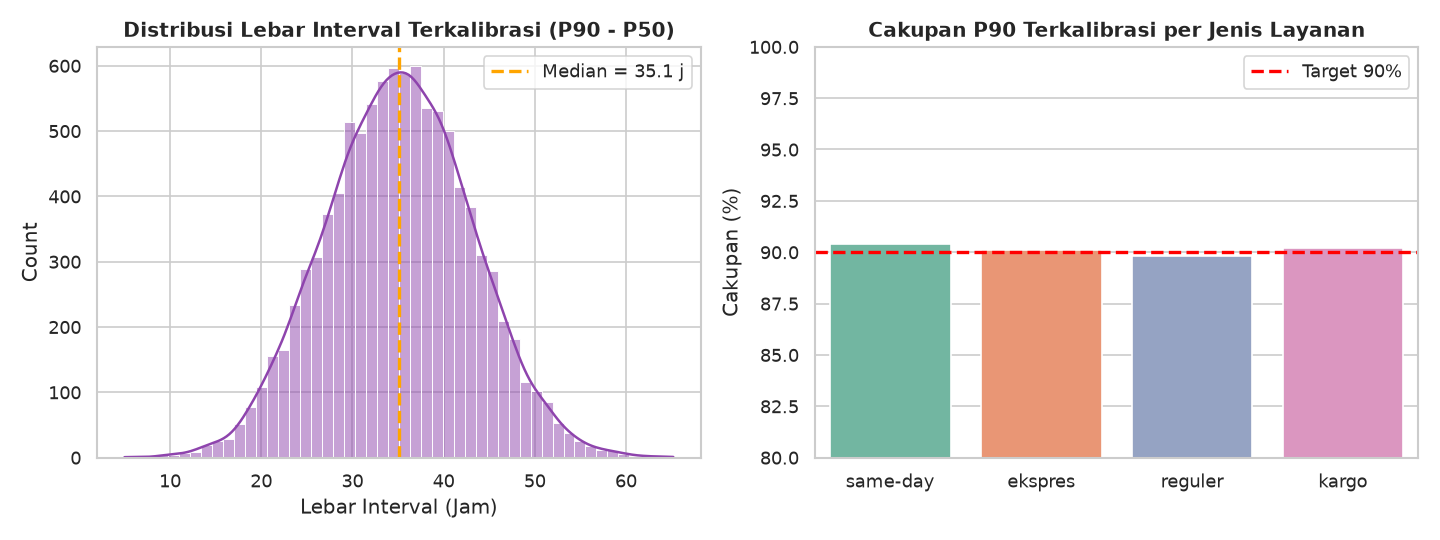 Distribusi Lebar Interval Terkalibrasi (P90 - P50)
Median = 35.1 j
Count
600
500
400
300
200
100
0
10 20 30 40 50 60
Lebar Interval (Jam)
Cakupan P90 Terkalibrasi per Jenis Layanan
Target 90%
Cakupan (%)
100.0
97.5
95.0
92.5
90.0
87.5
85.0
82.5
80.0
same-day ekspres reguler kargo